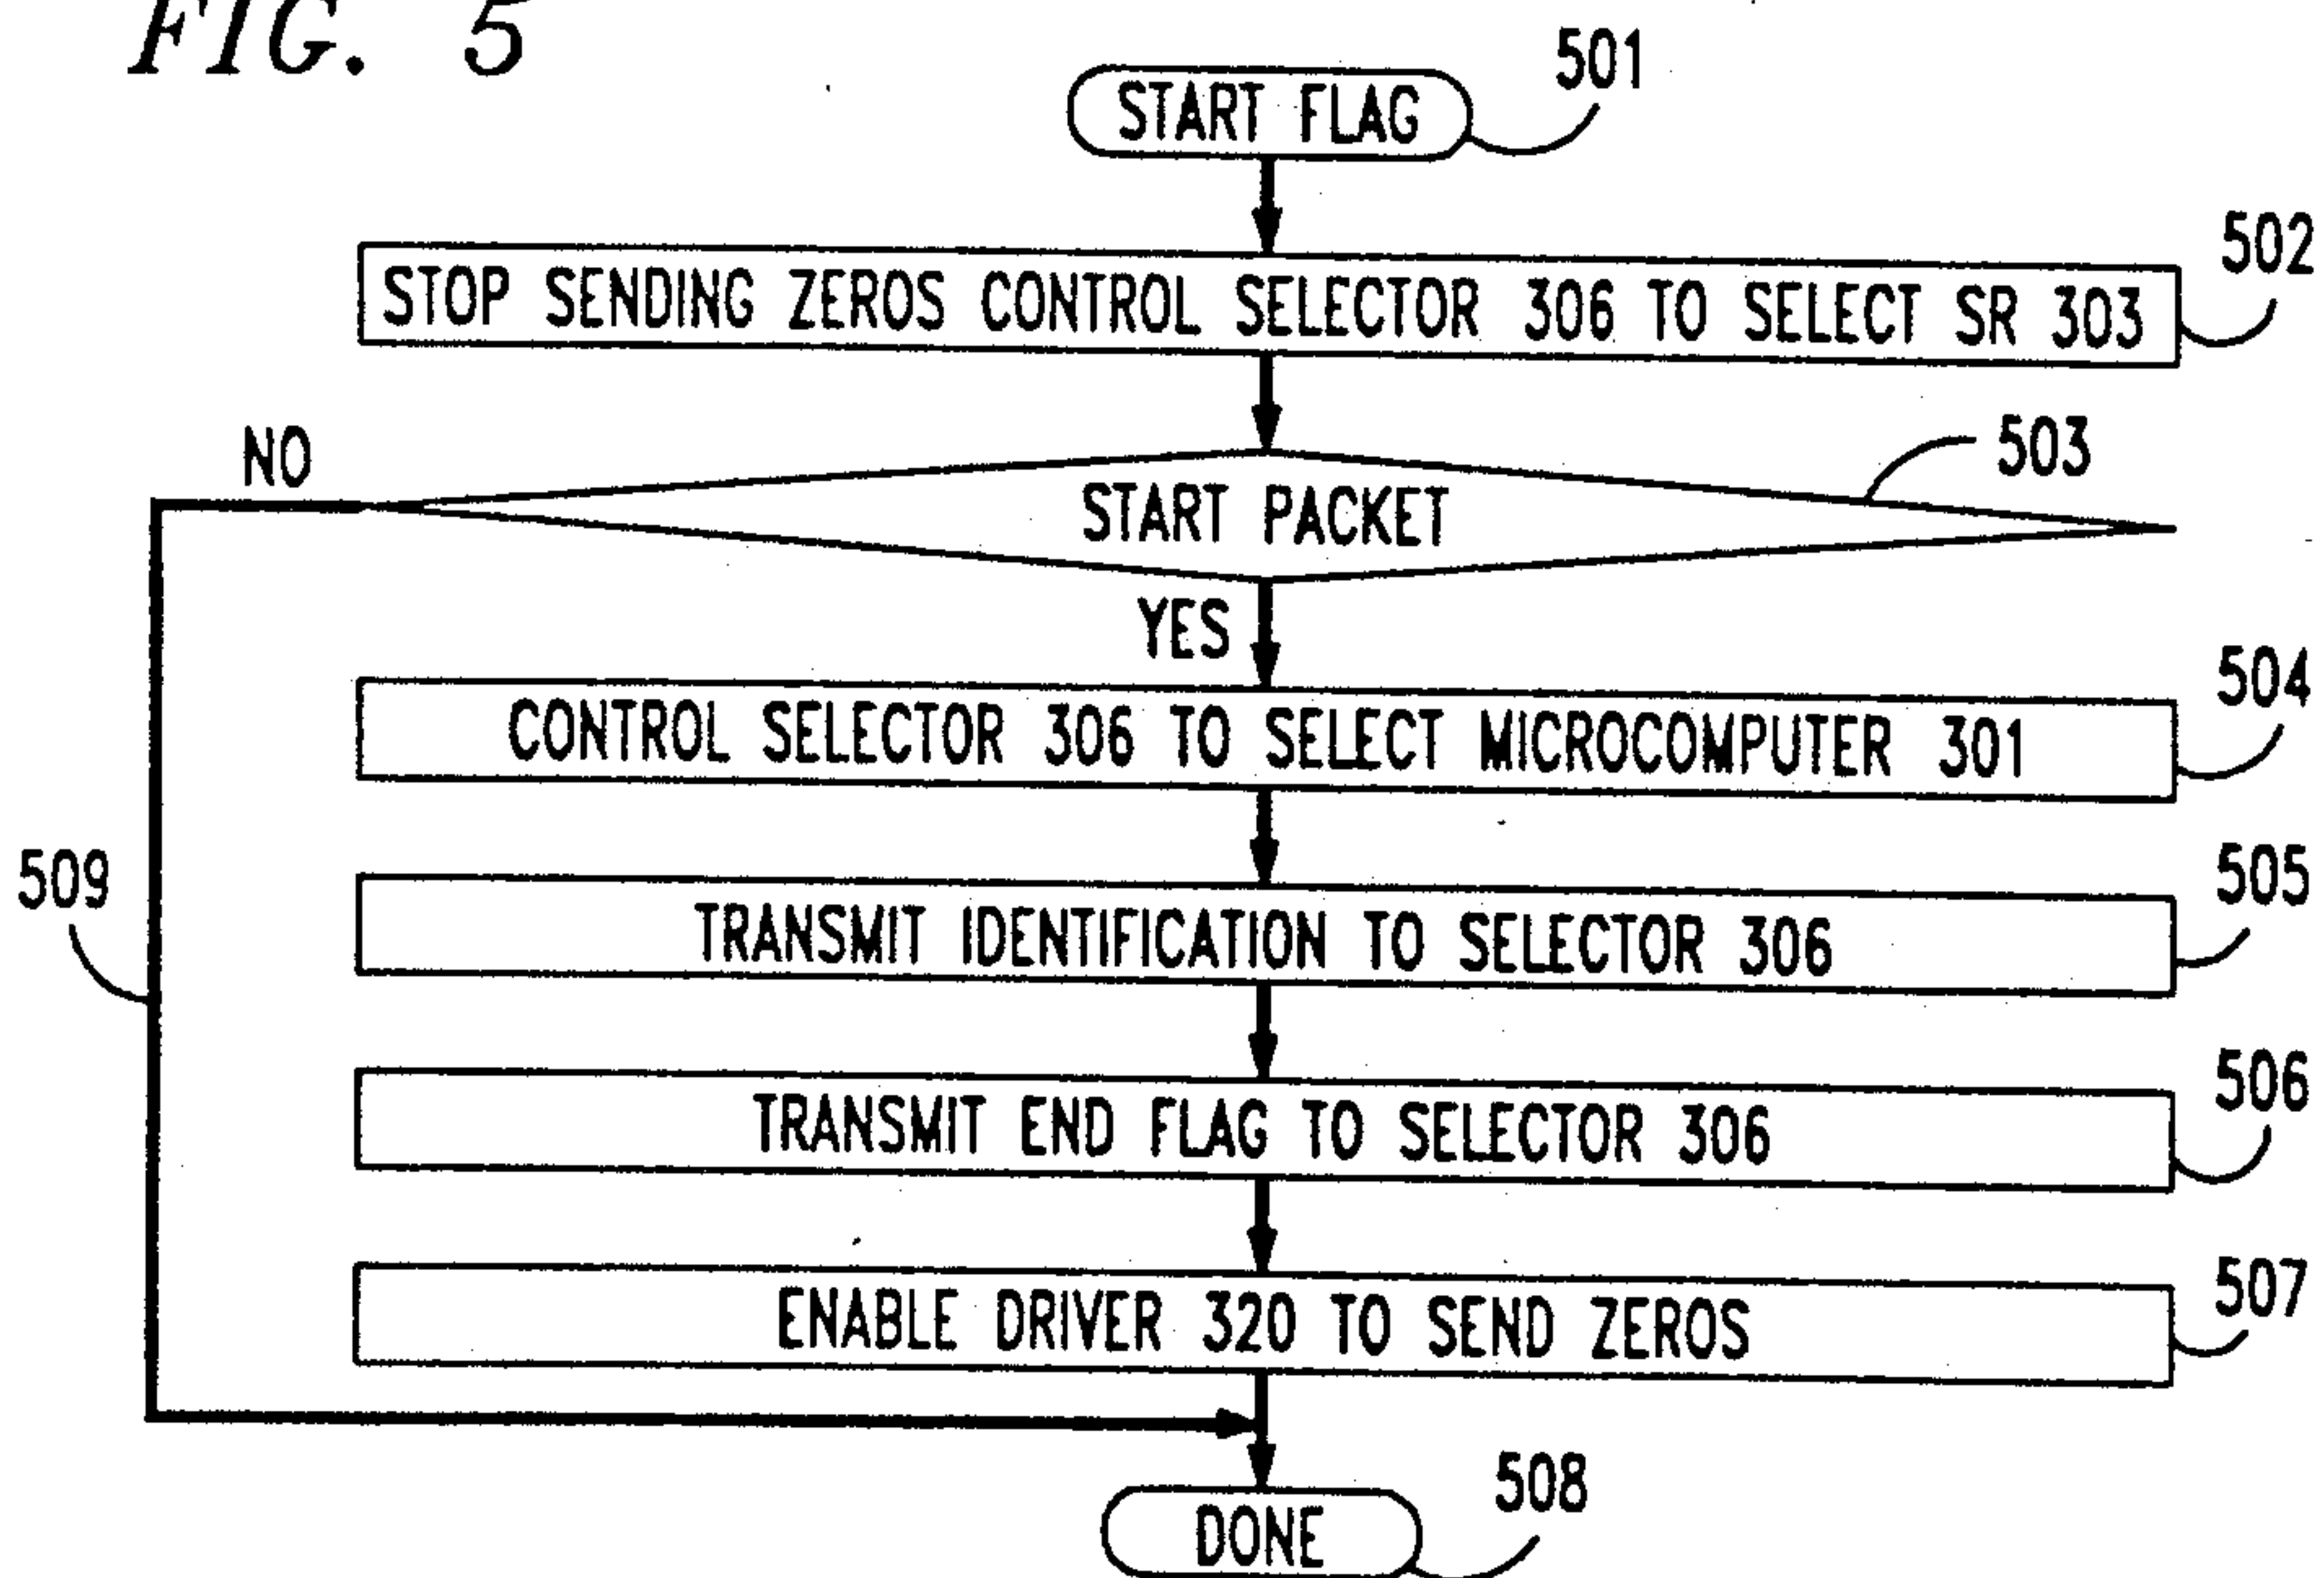 FIG. 5
START FLAG
501
STOP SENDING ZEROS CONTROL SELECTOR 306 TO SELECT SR 303
502
NO
START PACKET
503
YES
CONTROL SELECTOR 306 TO SELECT MICROCOMPUTER 301
504
509
TRANSMIT IDENTIFICATION TO SELECTOR 306
505
TRANSMIT END FLAG TO SELECTOR 306
506
ENABLE DRIVER 320 TO SEND ZEROS
507
DONE
508